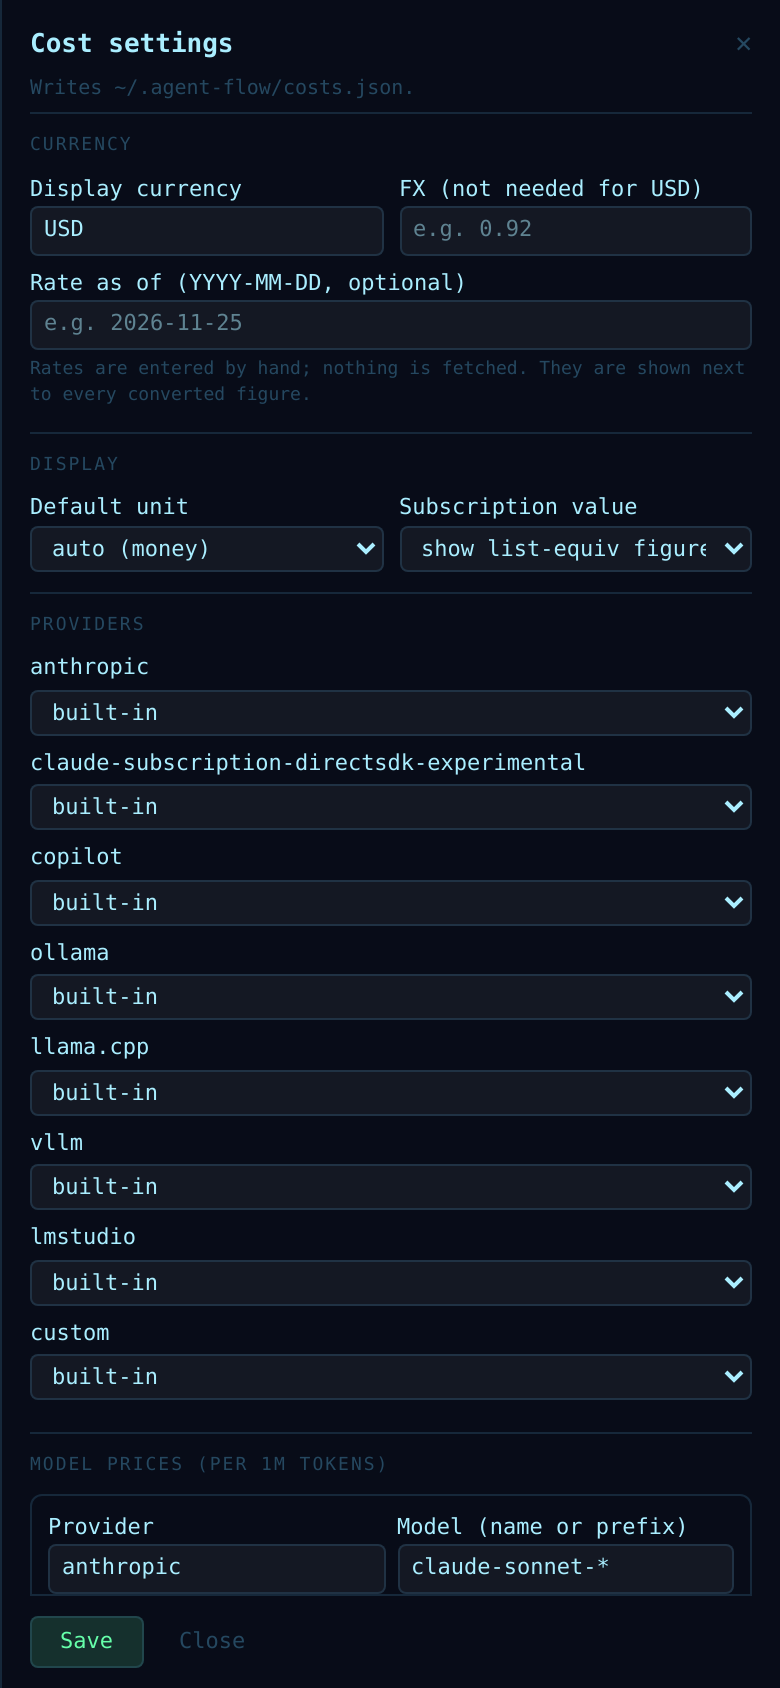 Cost settings ×
Writes ~/.agent-flow/costs.json.
CURRENCY
Display currency
FX (not needed for USD)
USD
e.g. 0.92
Rate as of (YYYY-MM-DD, optional)
e.g. 2026-11-25
Rates are entered by hand; nothing is fetched. They are shown next
to every converted figure.
DISPLAY
Default unit
Subscription value
auto (money)
show list-equiv figure
PROVIDERS
anthropic
built-in
claude-subscription-directsdk-experimental
built-in
copilot
built-in
ollama
built-in
llama.cpp
built-in
vllm
built-in
lmstudio
built-in
custom
built-in
MODEL PRICES (PER 1M TOKENS)
Provider
Model (name or prefix)
anthropic
claude-sonnet-*
Save
Close